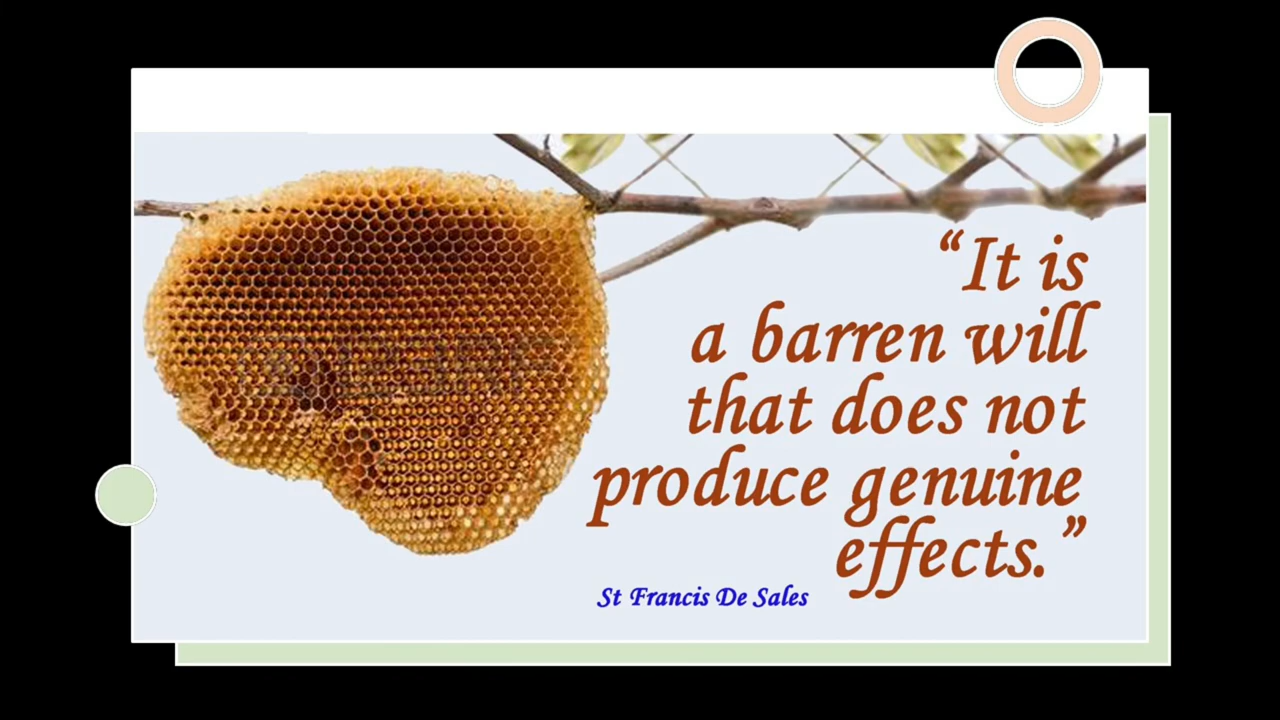 “It is
a barren will
that does not
produce genuine
effects.”
St Francis De Sales